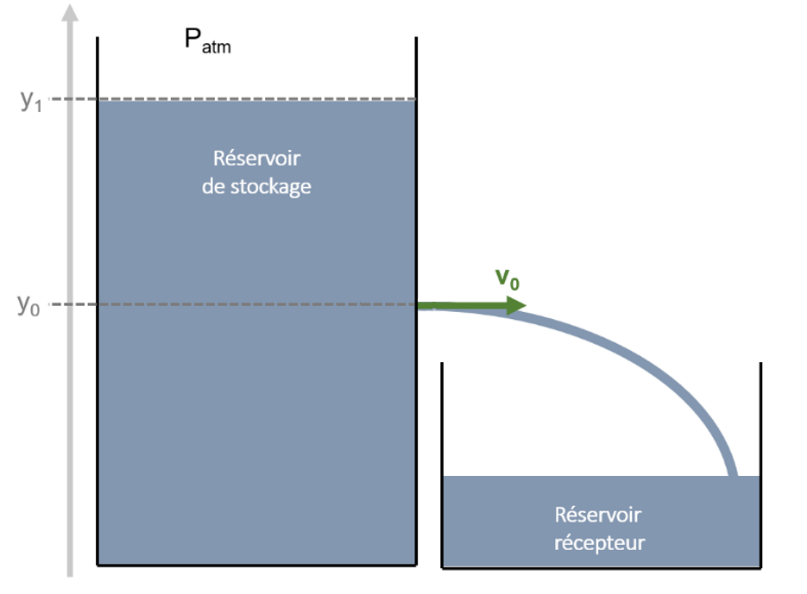 Patm
y1
Réservoir
de stockage
v0
y0
Réservoir
récepteur